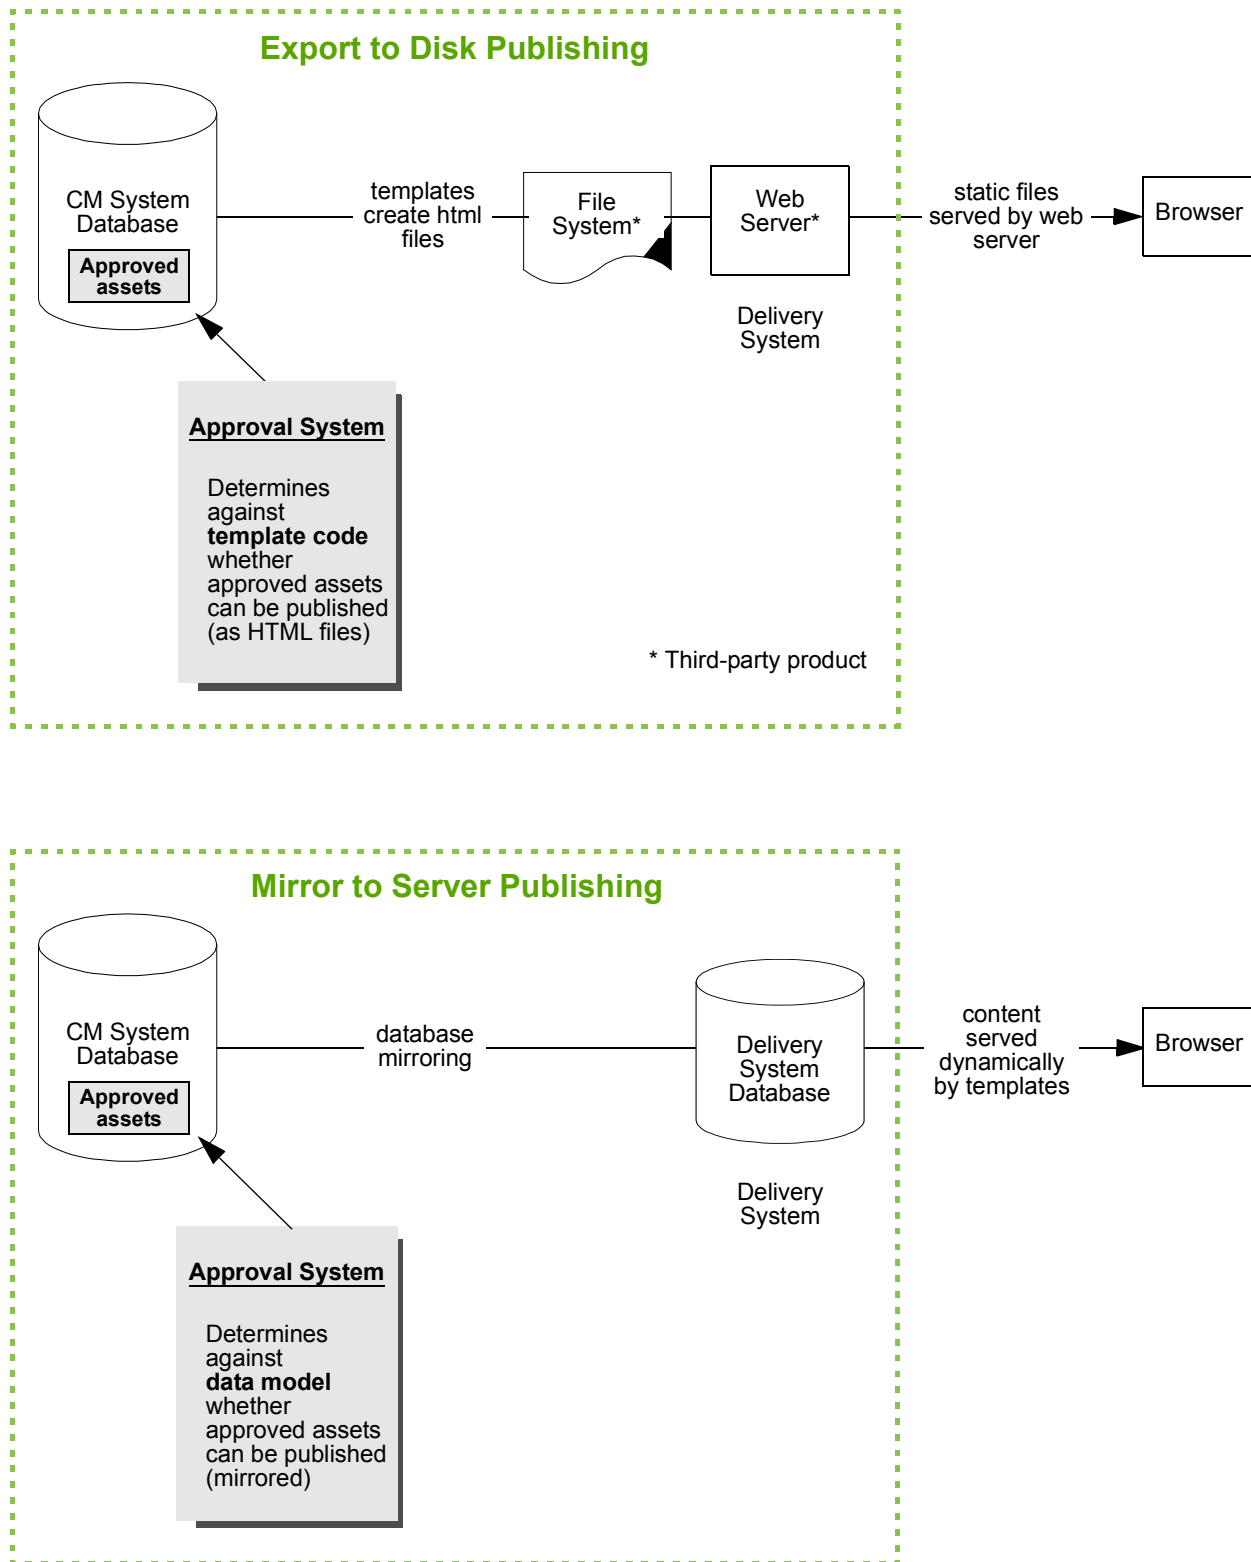 Export to Disk Publishing
CM System
Database
Approved
assets
templates
create html
files
File
System*
Web
Server*
static files
served by web
server
Browser
Delivery
System
Approval System
Determines
against
template code
whether
approved assets
can be published
(as HTML files)
* Third-party product
Mirror to Server Publishing
CM System
Database
Approved
assets
database
mirroring
Delivery
System
Database
content
served
dynamically
by templates
Browser
Delivery
System
Approval System
Determines
against
data model
whether
approved assets
can be published
(mirrored)